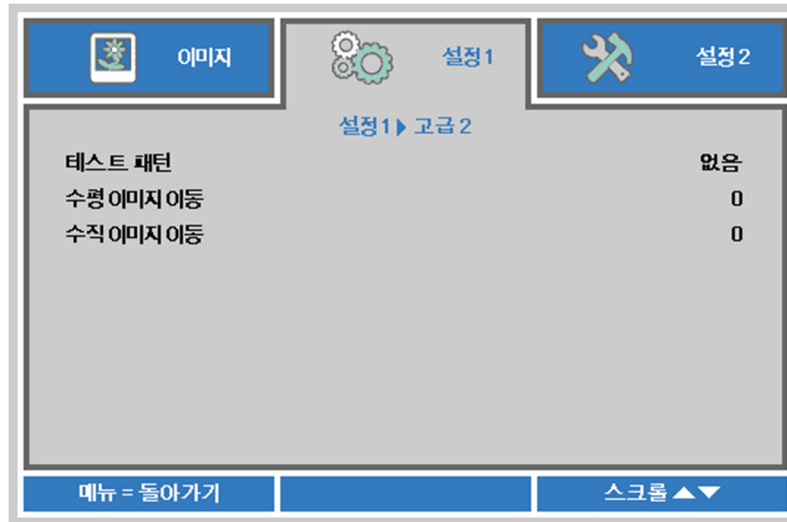 이미지
설정1
설정2
설정1▶고급2
테스트 패턴 없음
수평 이미지 이동 0
수직 이미지 이동 0
메뉴 = 돌아가기
스크롤▲▼